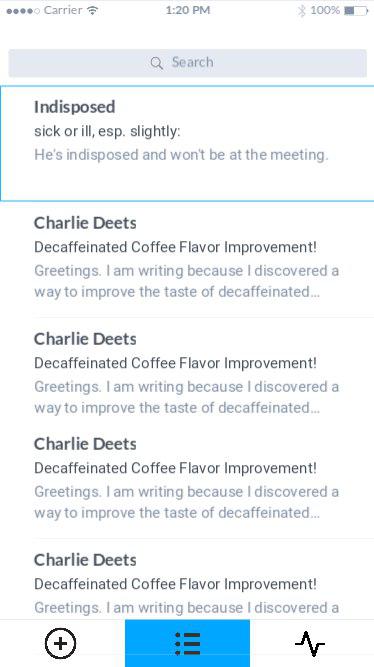 Carrier 1:20 PM 100%
Search
Indisposed
sick or ill, esp. slightly:
He's indisposed and won't be at the meeting.
Charlie Deets
Decaffeinated Coffee Flavor Improvement!
Greetings. I am writing because I discovered a
way to improve the taste of decaffeinated...
Charlie Deets
Decaffeinated Coffee Flavor Improvement!
Greetings. I am writing because I discovered a
way to improve the taste of decaffeinated...
Charlie Deets
Decaffeinated Coffee Flavor Improvement!
Greetings. I am writing because I discovered a
way to improve the taste of decaffeinated...
Charlie Deets
Decaffeinated Coffee Flavor Improvement!
Greetings. I am writing because I discovered a